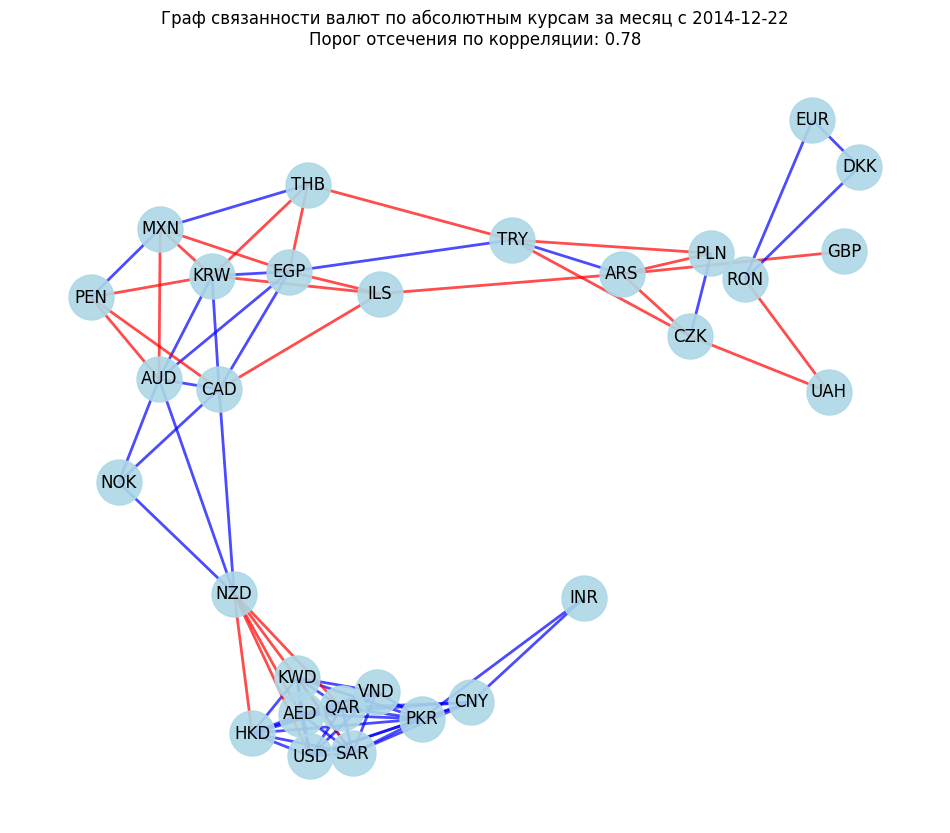 Граф связанности валют по абсолютным курсам за месяц с 2014-12-22
Порог отсечения по корреляции: 0.78
EUR
DKK
THB
MXN
TRY
GBP
PLN
KRW
EGP
ARS
RON
PEN
ILS
CZK
AUD
CAD
UAH
NOK
NZD
INR
KWD
VND
CNY
QAR
AED
PKR
HKD
USD
SAR